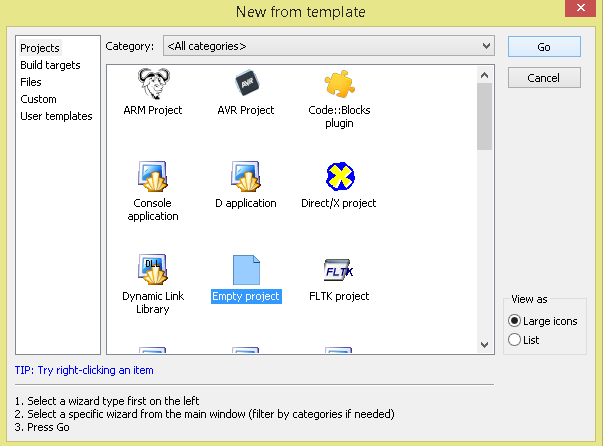 New from template
Projects
Build targets
Files
Custom
User templates
Category: <All categories>
Go
Cancel
ARM Project
AVR
AVR Project
Code::Blocks
plugin
Console
application
D application
Direct/X project
DLL
Dynamic Link
Library
Empty project
FLTK
FLTK project
View as
Large icons
List
TIP: Try right-clicking an item
1. Select a wizard type first on the left
2. Select a specific wizard from the main window (filter by categories if needed)
3. Press Go